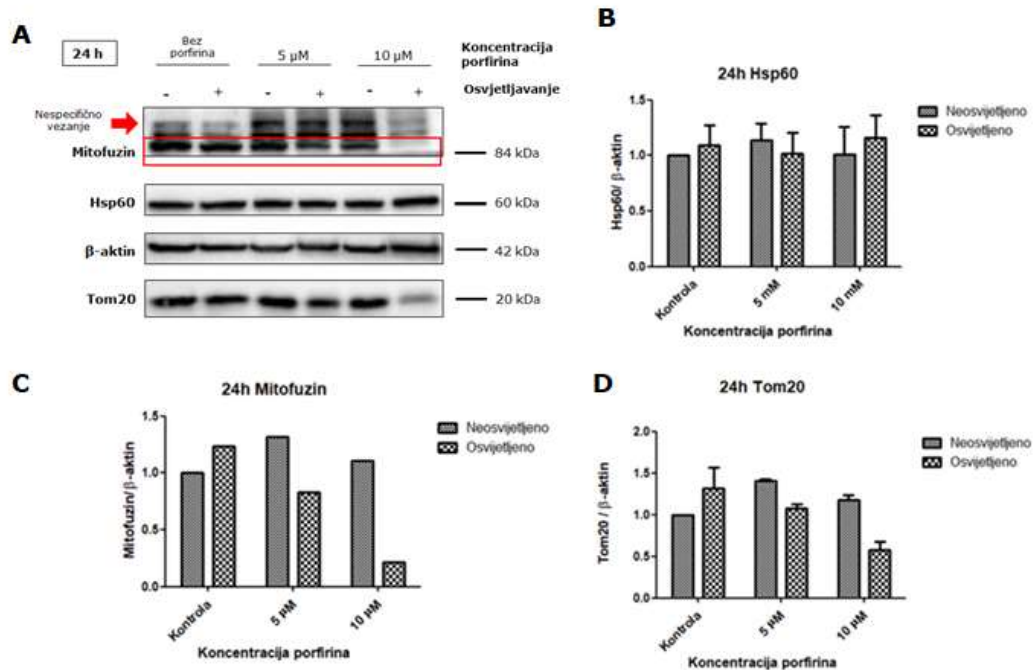 A
24 h
Bez
porfirina
5 µM
10 µM
Koncentracija
porfirina
- + - + - +
Osvjetljavanje
Nespecifično
vezanje
Mitofuzin
84 kDa
Hsp60
60 kDa
β-aktin
42 kDa
Tom20
20 kDa
B
24h Hsp60
Hsp60/ β-aktin
1.5
1.0
0.5
0.0
Kontrola
5 mM
10 mM
Koncentracija porfirina
Neosvijetljeno
Osvijetljeno
C
24h Mitofuzin
Mitofuzin/ β-aktin
1.5
1.0
0.5
0.0
Kontrola
5 µM
10 µM
Koncentracija porfirina
Neosvijetljeno
Osvijetljeno
D
24h Tom20
Tom20 / β-aktin
2.0
1.5
1.0
0.5
0.0
Kontrola
5 µM
10 µM
Koncentracija porfirina
Neosvijetljeno
Osvijetljeno